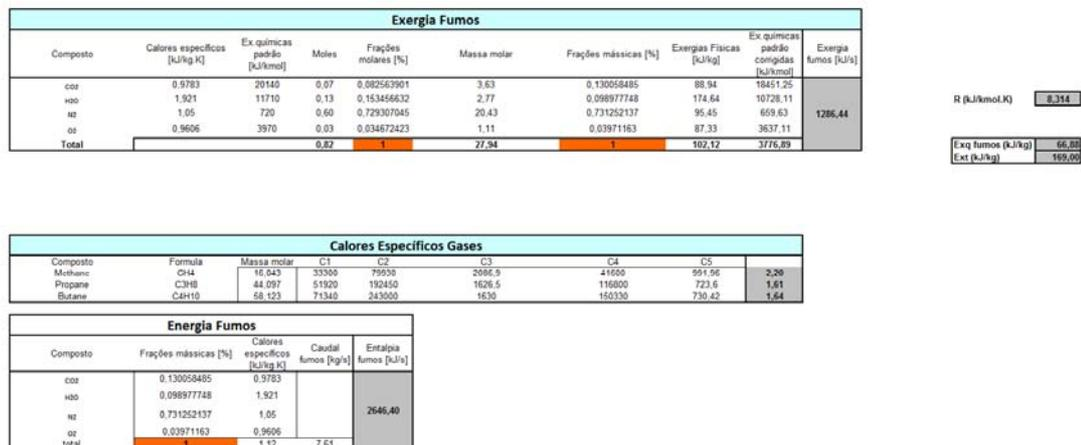 Exergia Fumos
Composto Calores específicos [kJ/kg.K] Ex.químicas padrão [kJ/kmol] Moles Frações molares [%] Massa molar Frações mássicas [%] Exergias Físicas [kJ/kg] Ex.químicas padrão corrigidas [kJ/kmol] Exergia fumos [kJ/s]
CO2 0,9783 20140 0,07 0,082563901 3,63 0,130058485 88,94 18451,25
H2O 1,921 11710 0,13 0,153456632 2,77 0,098977748 174,64 10728,11
N2 1,05 720 0,60 0,729307045 20,43 0,731252137 95,45 659,63
1286,44
O2 0,9606 3970 0,03 0,034672423 1,11 0,03971163 87,33 3637,11
Total 0,82 1 27,94 1 102,12 3776,89
R (kJ/kmol.K) 8,314
Exq fumos (kJ/kg) 66,88
Ext (kJ/kg) 169,00
Calores Específicos Gases
Composto Formula Massa molar C1 C2 C3 C4 C5
Methane CH4 16,043 33300 79930 2086,9 41600 991,96 2,20
Propane C3H8 44,097 51920 192450 1626,5 116800 723,6 1,61
Butane C4H10 58,123 71340 243000 1630 150330 730,42 1,64
Energia Fumos
Composto Frações mássicas [%] Calores específicos [kJ/kg.K] Caudal fumos [kg/s] Entalpia fumos [kJ/s]
CO2 0,130058485 0,9783
H2O 0,098977748 1,921
2646,40
N2 0,731252137 1,05
O2 0,03971163 0,9606
total 1 1,12 7,61